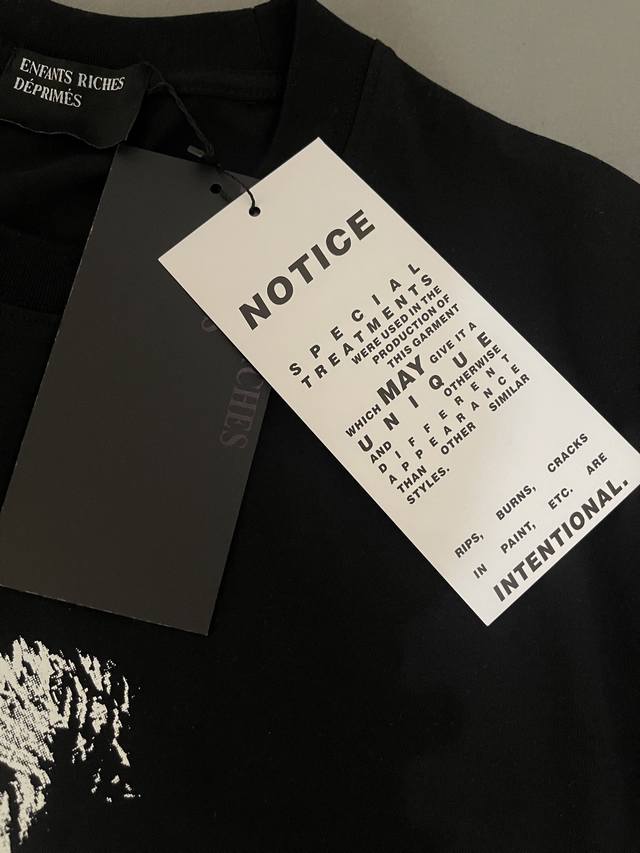 ENFANTS RICHES
DÉPRIMÉS
RICHES
NOTICE
SPECIAL
TREATMENTS
WERE USED IN THE
PRODUCTION OF
THIS GARMENT
WHICH MAY GIVE IT A
UNIQUE
AND OTHERWISE
DIFFERENT
APPEARANCE
THAN OTHER SIMILAR
STYLES.
RIPS, BURNS, CRACKS
IN PAINT, ETC. ARE
INTENTIONAL.